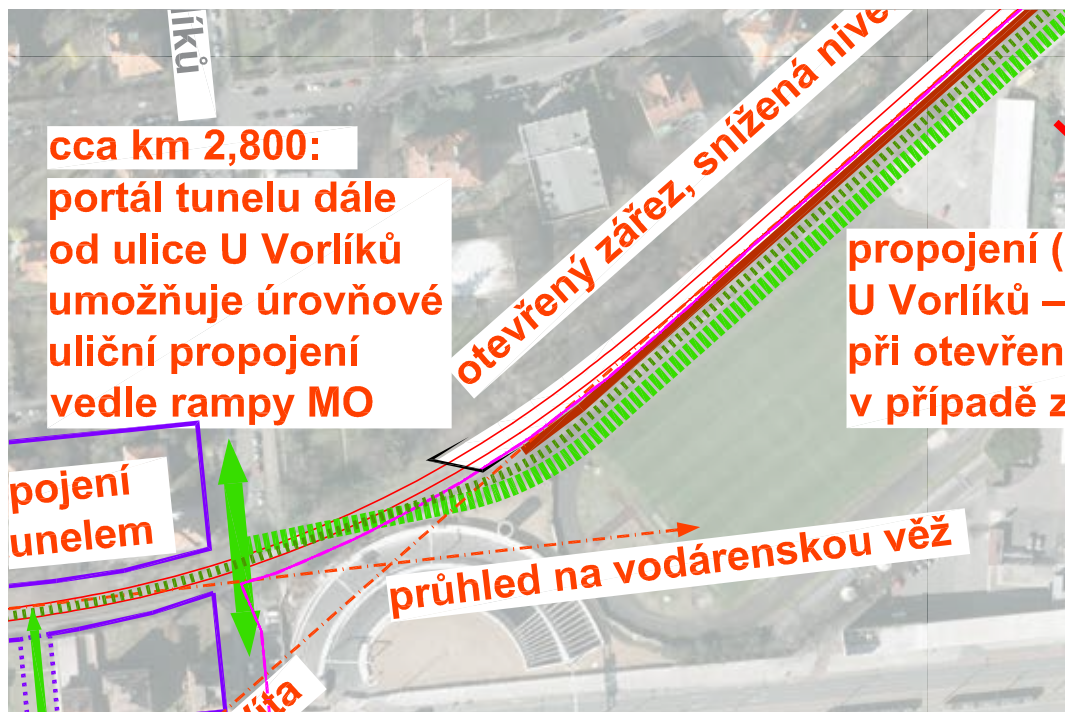 líků
cca km 2,800:
portál tunelu dále
od ulice U Vorlíků
umožňuje úrovňové
uliční propojení
vedle rampy MO
otevřený zářez, snížená nive
propojení (
U Vorlíků –
při otevřen
v případě z
pojení
unelem
průhled na vodárenskou věž